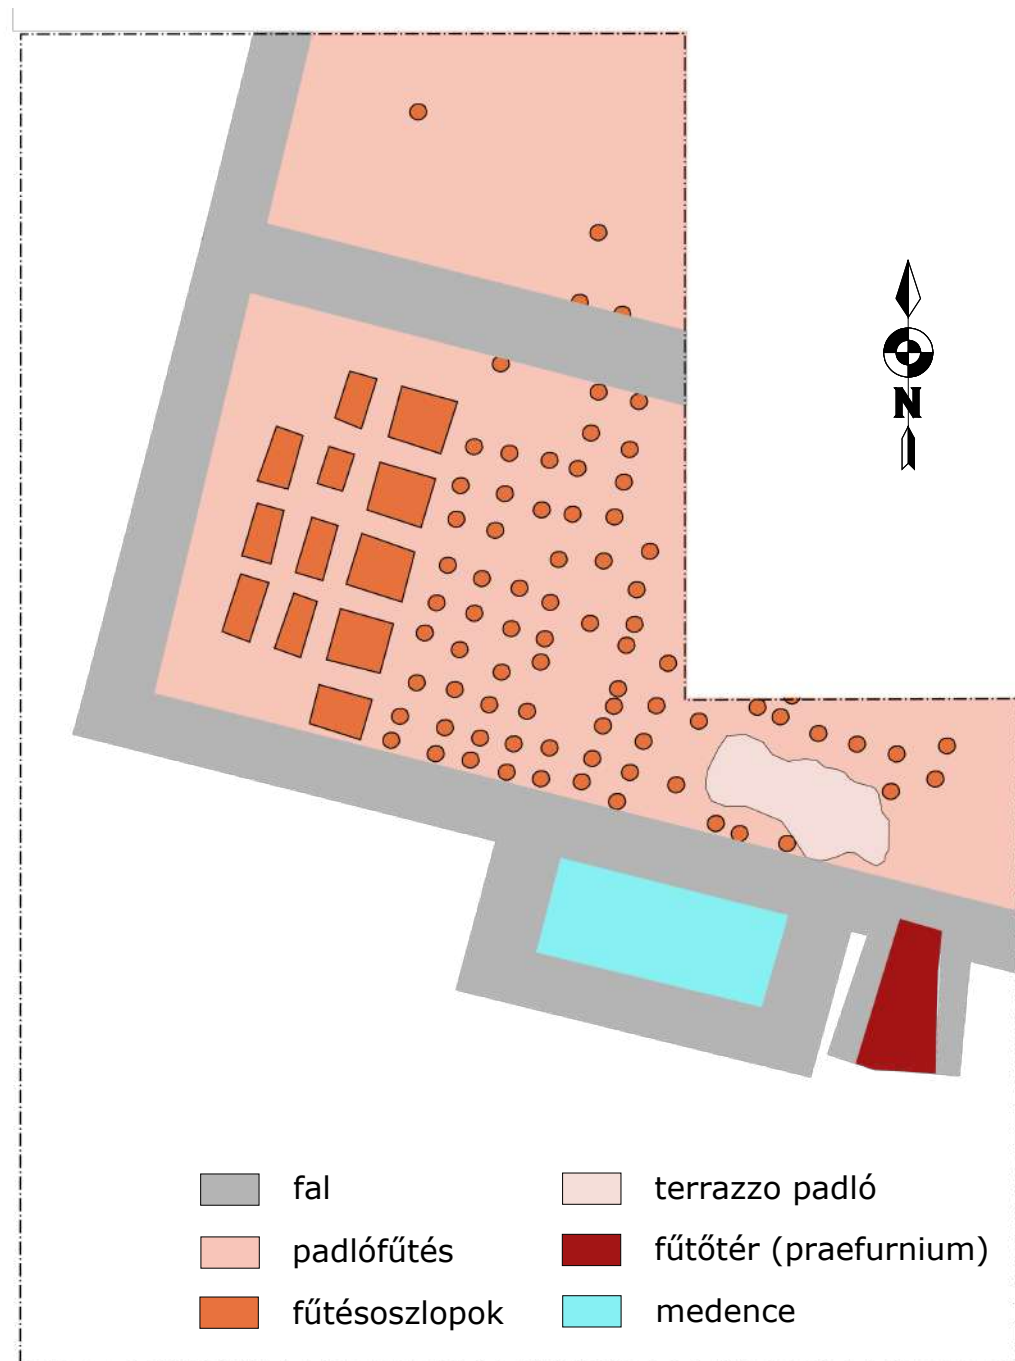 N
fal
terrazzo padló
padlófűtés
fűtőtér (praefurnium)
fűtésoszlopok
medence